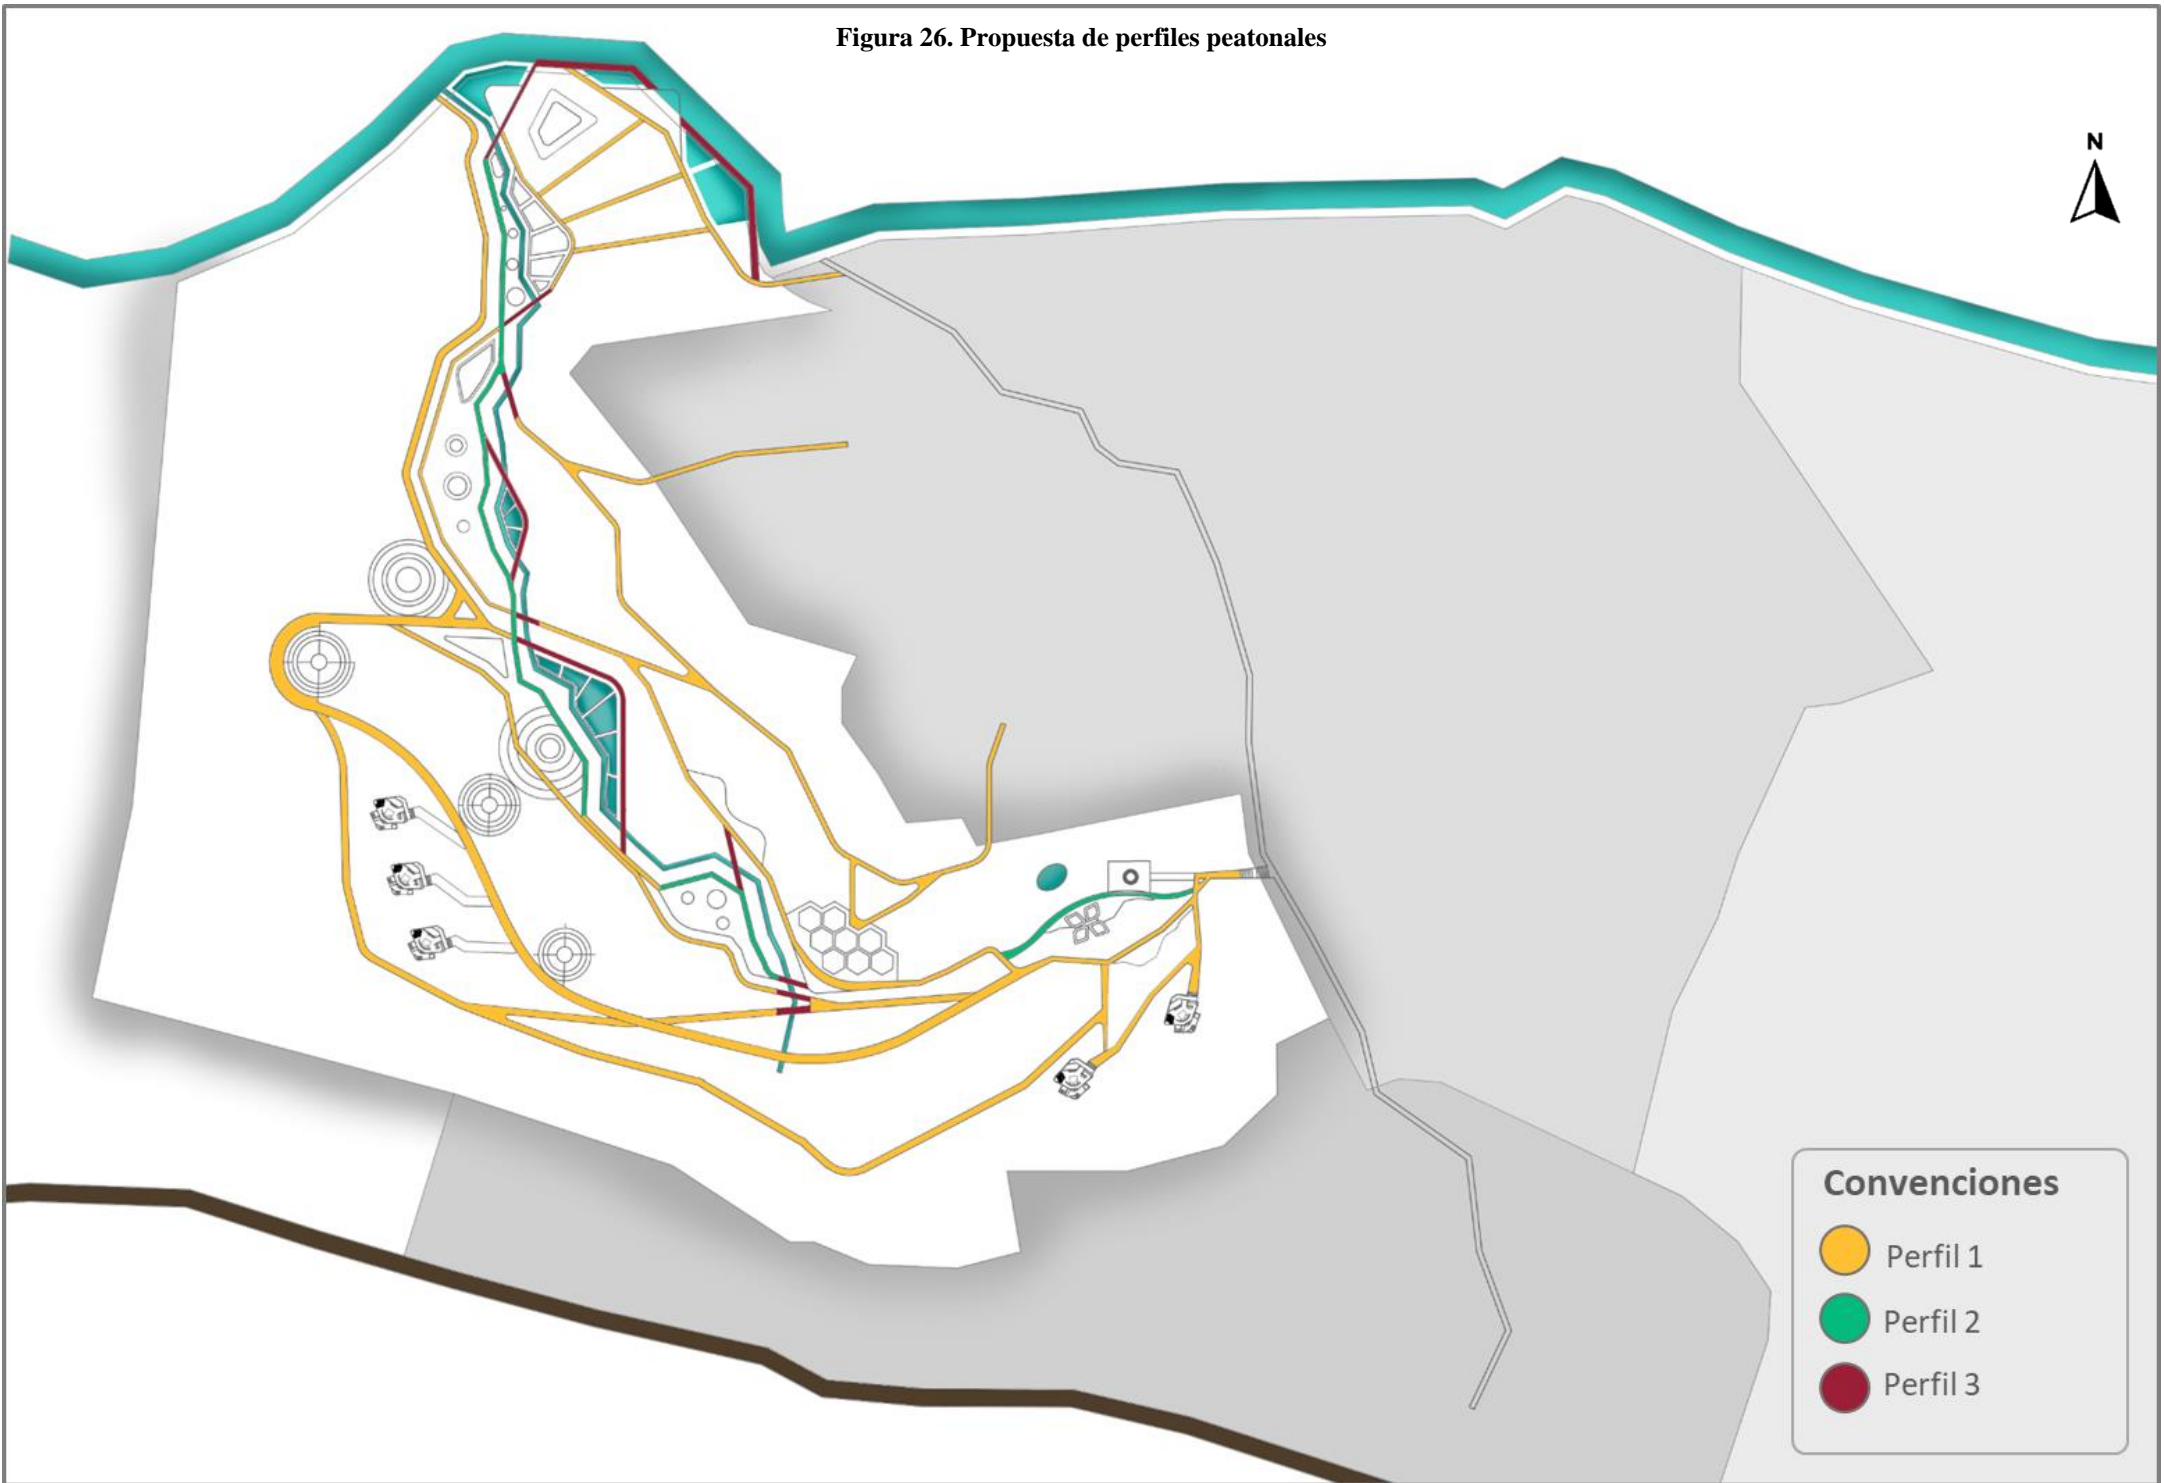 Figura 26. Propuesta de perfiles peatonales
N
Convenciones
Perfil 1
Perfil 2
Perfil 3